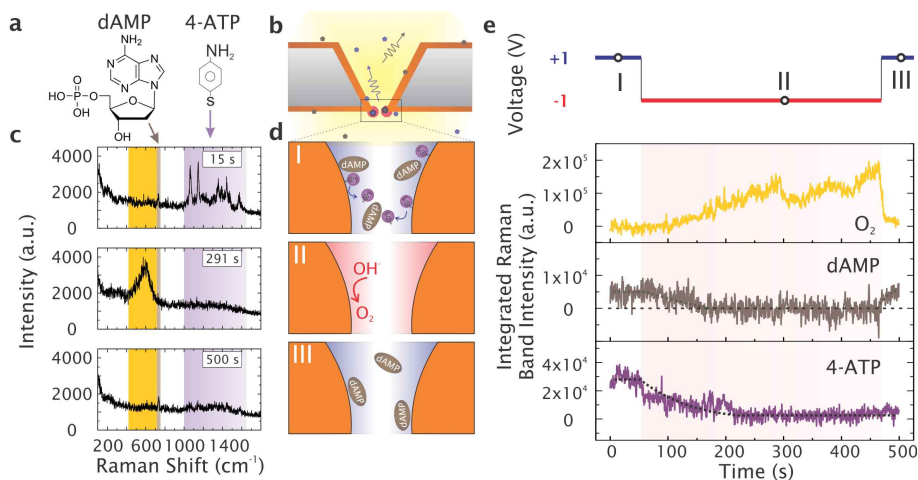 a
dAMP
4-ATP
NH₂
N
N
N
N
O
HO-P-O
OH
O
OH
NH₂
S
b
c
15 s
4000
2000
0
291 s
4000
2000
0
500 s
4000
2000
0
Intensity (a.u.)
200 600 1000 1400
Raman Shift (cm⁻¹)
d
I
dAMP
dAMP
dAMP
II
OH⁻
O₂
III
dAMP
dAMP
dAMP
e
Voltage (V)
+1
-1
I
II
III
Integrated Raman
Band Intensity (a.u.)
2x10⁵
1x10⁵
0
O₂
1x10⁴
0
dAMP
4x10⁴
2x10⁴
0
4-ATP
0 100 200 300 400 500
Time (s)